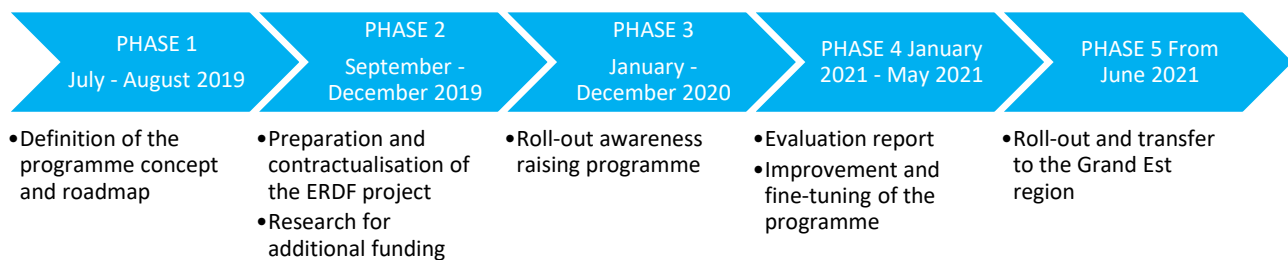 PHASE 1
July - August 2019
•Definition of the
programme concept
and roadmap
PHASE 2
September -
December 2019
•Preparation and
contractualisation of
the ERDF project
•Research for
additional funding
PHASE 3
January -
December 2020
•Roll-out awareness
raising programme
PHASE 4 January
2021 - May 2021
•Evaluation report
•Improvement and
fine-tuning of the
programme
PHASE 5 From
June 2021
•Roll-out and transfer
to the Grand Est
region